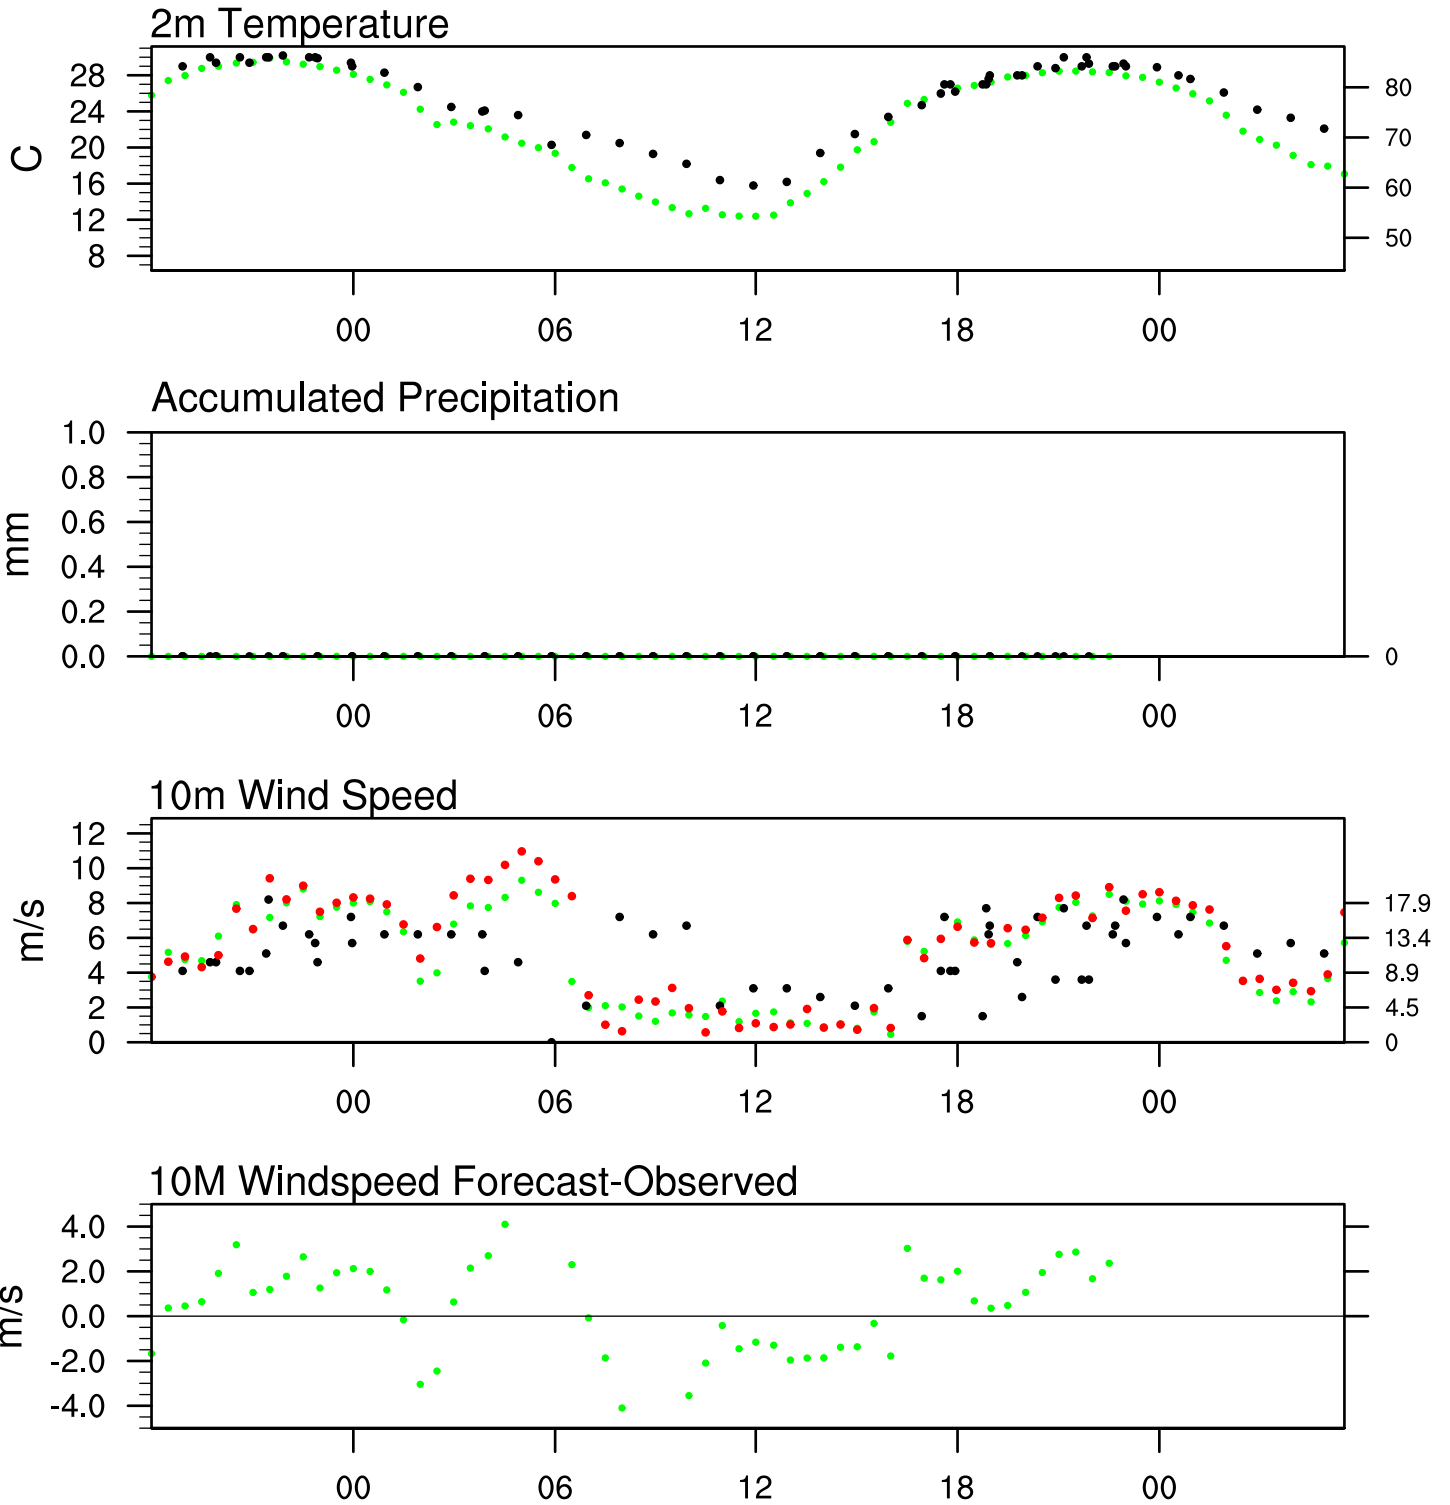 2m Temperature
28
24
20
16
12
8
C
80
70
60
50
00 06 12 18 00
Accumulated Precipitation
1.0
0.8
0.6
0.4
0.2
0.0
mm
0
00 06 12 18 00
10m Wind Speed
12
10
8
6
4
2
0
m/s
17.9
13.4
8.9
4.5
0
00 06 12 18 00
10M Windspeed Forecast-Observed
4.0
2.0
0.0
-2.0
-4.0
m/s
00 06 12 18 00